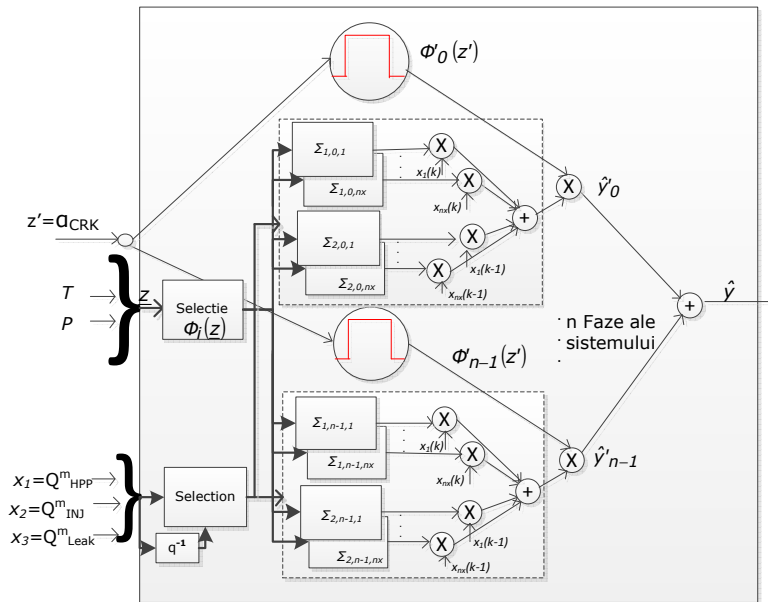 Φ'0(z')
Σ1,0,1
X
x1(k)
Σ1,0,nx
X
xnx(k)
X
ŷ'0
z'=αCRK
Σ2,0,1
X
+
x1(k-1)
Σ2,0,nx
X
xnx(k-1)
T
P
z
Selectie
Φi(z)
+
ŷ
n Faze ale
sistemului
Φ'n–1(z')
Σ1,n-1,1
X
x1(k)
Σ1,n-1,nx
X
xnx(k)
X
ŷ'n–1
x1=QmHPP
x2=QmINJ
x3=QmLeak
Selection
q-1
Σ2,n-1,1
X
+
x1(k-1)
Σ2,n-1,nx
X
xnx(k-1)